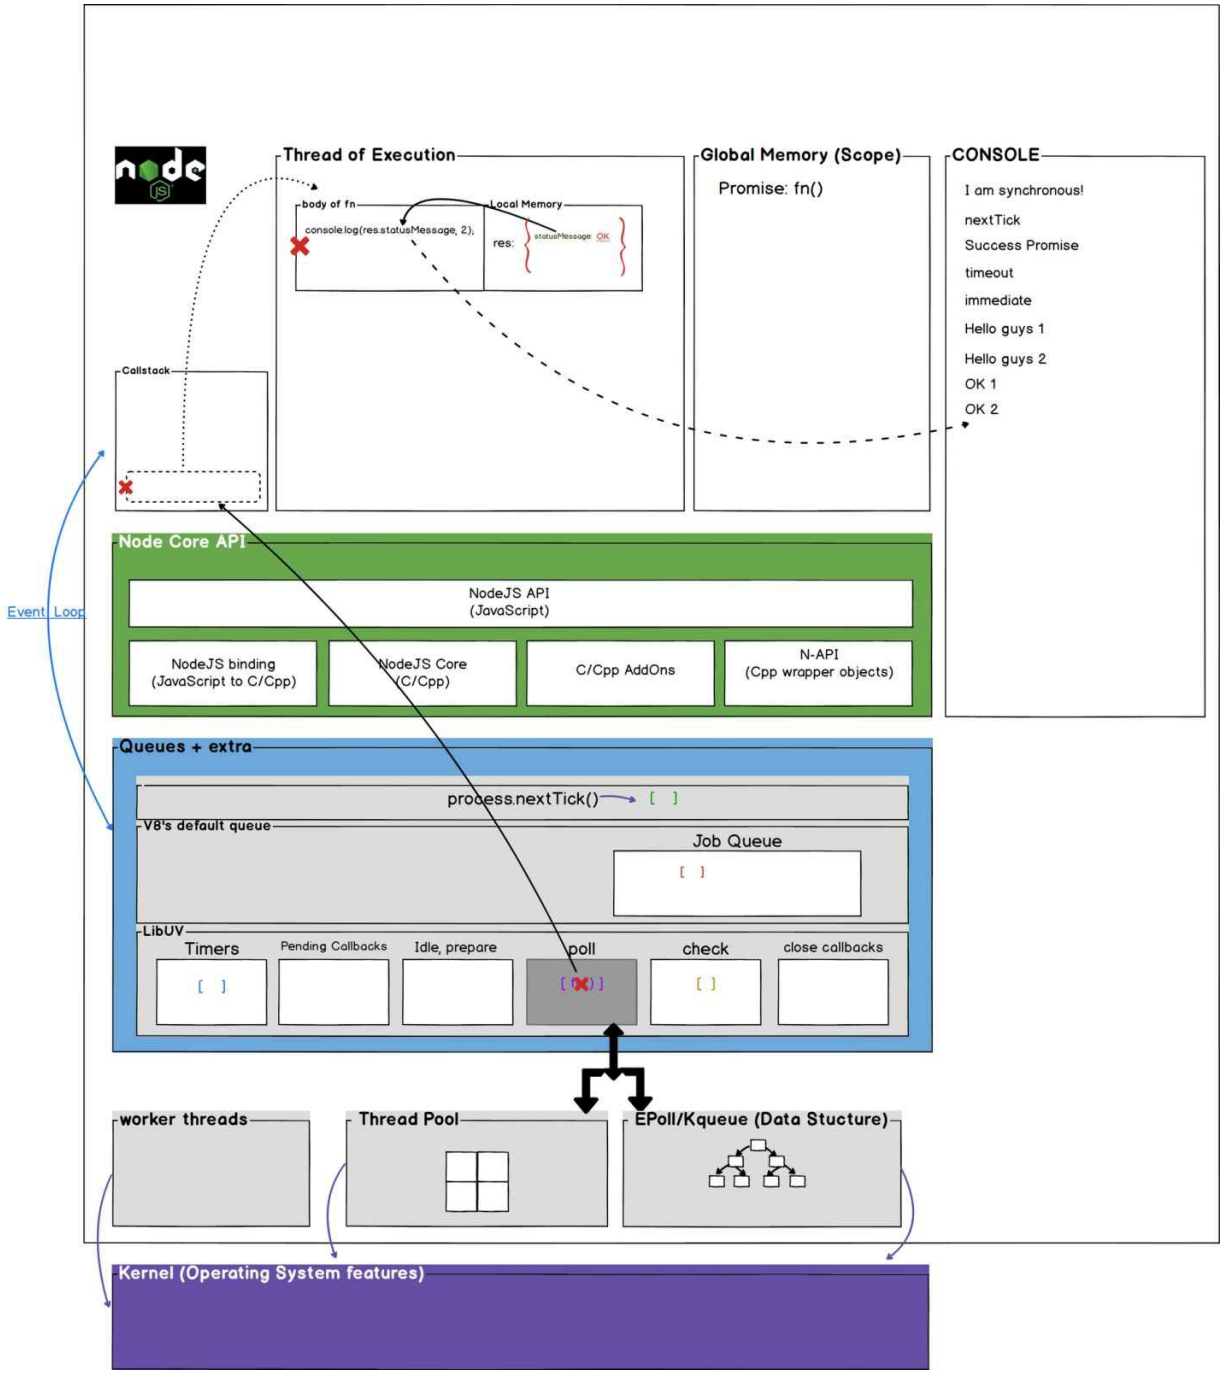 node
JS
Thread of Execution
Global Memory (Scope)
CONSOLE
Promise: fn()
body of fn
Local Memory
console.log(res.statusMessage, 2);
res:
{ statusMessage: OK }
I am synchronous!
nextTick
Success Promise
timeout
immediate
Hello guys 1
Hello guys 2
OK 1
OK 2
Callstack
Event Loop
Node Core API
NodeJS API
(JavaScript)
NodeJS binding
(JavaScript to C/Cpp)
NodeJS Core
(C/Cpp)
C/Cpp AddOns
N-API
(Cpp wrapper objects)
Queues + extra
process.nextTick()
[ ]
V8's default queue
Job Queue
[ ]
LibUV
Timers
Pending Callbacks
Idle, prepare
poll
check
close callbacks
[ ]
[ ) ]
[ ]
worker threads
Thread Pool
EPoll/Kqueue (Data Stucture)
Kernel (Operating System features)